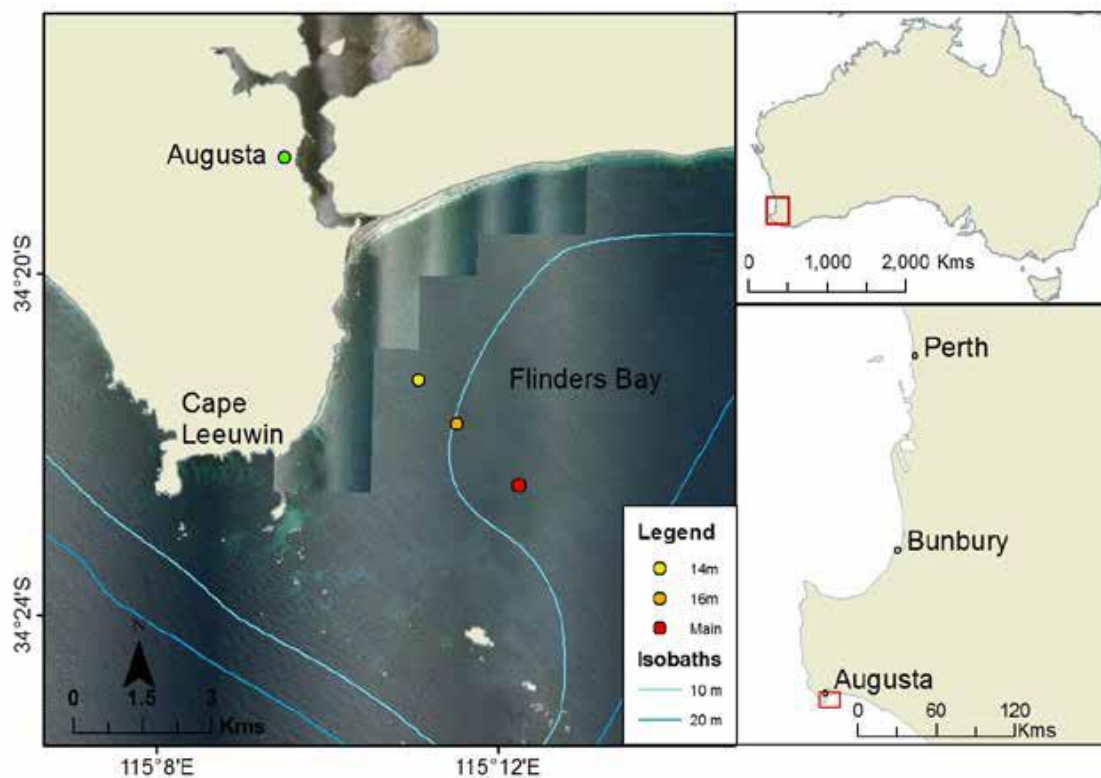 Augusta
Cape
Leeuwin
Flinders Bay
Legend
14m
16m
Main
Isobaths
10 m
20 m
N
0 1.5 3
Kms
34°20'S
34°24'S
115°8'E
115°12'E
0 1,000 2,000 Kms
Perth
Bunbury
Augusta
0 60 120
Kms